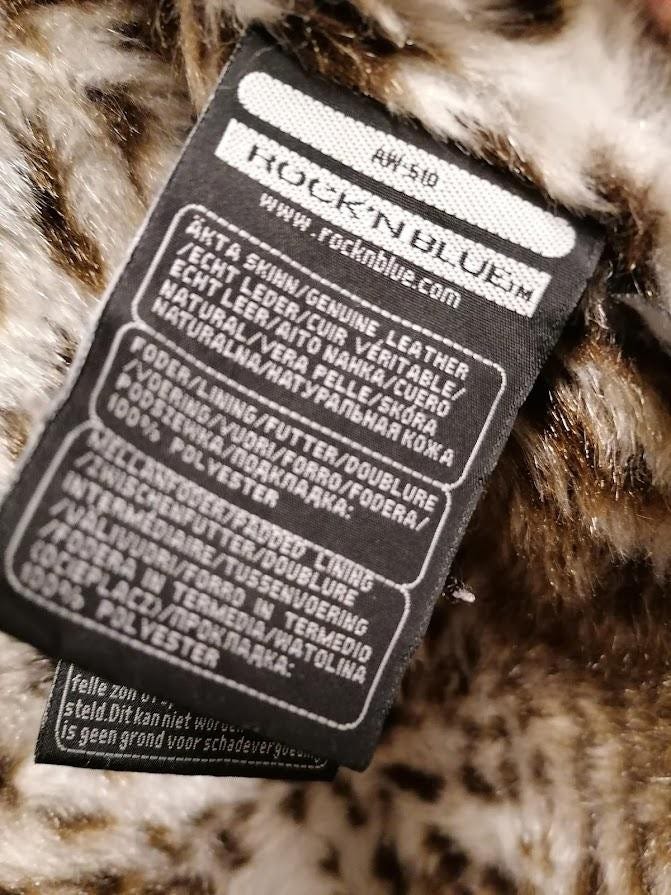 AW-510
ROCK'N BLUE™
www.rocknblue.com
ÄKTA SKINN/GENUINE LEATHER
/ECHT LEDER/CUIR VÉRITABLE/
ECHT LEER/AITO NAHKA/CUERO
NATURAL/VERA PELLE/SKÓRA
NATURALNA/НАТУРАЛЬНАЯ КОЖА
FODER/LINING/FUTTER/DOUBLURE
/VOERING/VUORI/FORRO/FODERA/
PODSZEWKA/ПОДКЛАДКА:
100% POLYESTER
MELLANFODER/PADDED LINING
/ZWISCHENFUTTER/DOUBLURE
INTERMÉDIAIRE/TUSSENVOERING
/VÄLIVUORI/FORRO IN TERMEDIO
/FODERA IN TERMEDIA/WATOLINA
(OCIEPLACZ)/ПРОКЛАДКА:
100% POLYESTER
felle zon
steld.Dit kan niet
is geen grond voor schadevergoeding